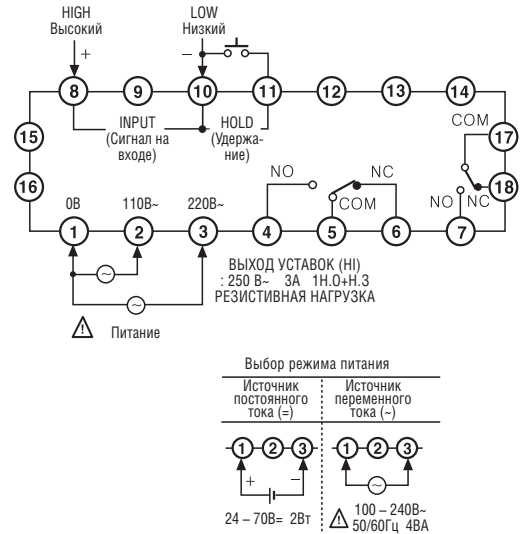 HIGH
Высокий
LOW
Низкий
+
−
8
9
10
11
12
13
14
INPUT
(Сигнал на
входе)
HOLD
(Удержа-
ние)
COM
15
17
16
18
NO
NC
COM
NO
NC
0В
110В~
220В~
1
2
3
4
5
6
7
~
~
ВЫХОД УСТАВОК (HI)
: 250 В~ 3А 1Н.О+Н.З
РЕЗИСТИВНАЯ НАГРУЗКА
Питание
Выбор режима питания
Источник
постоянного
тока (=)
1
2
3
+
−
24 – 70В= 2Вт
Источник
переменного
тока (~)
1
2
3
~
100 – 240В~
50/60Гц 4ВА